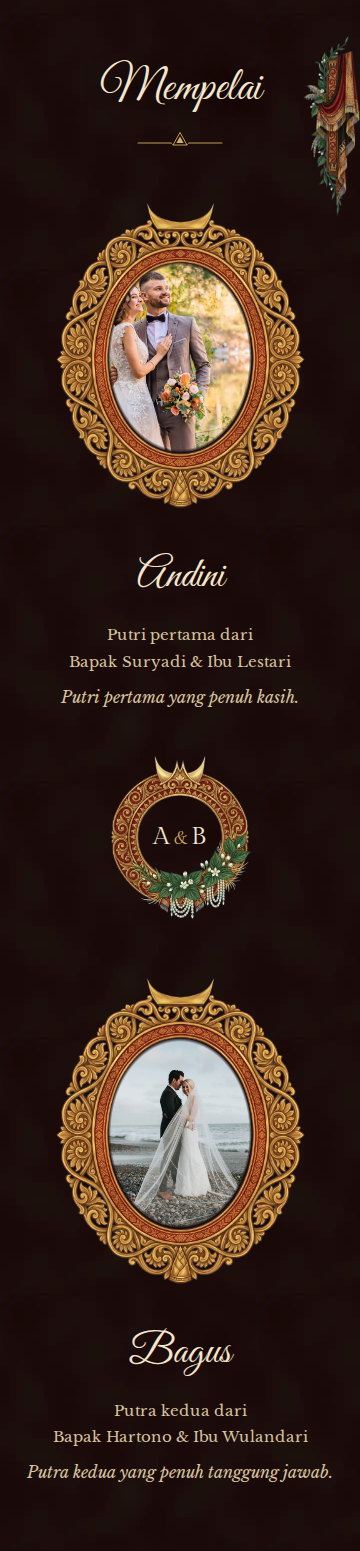 Mempelai
Andini
Putri pertama dari
Bapak Suryadi & Ibu Lestari
Putri pertama yang penuh kasih.
A & B
Bagus
Putra kedua dari
Bapak Hartono & Ibu Wulandari
Putra kedua yang penuh tanggung jawab.